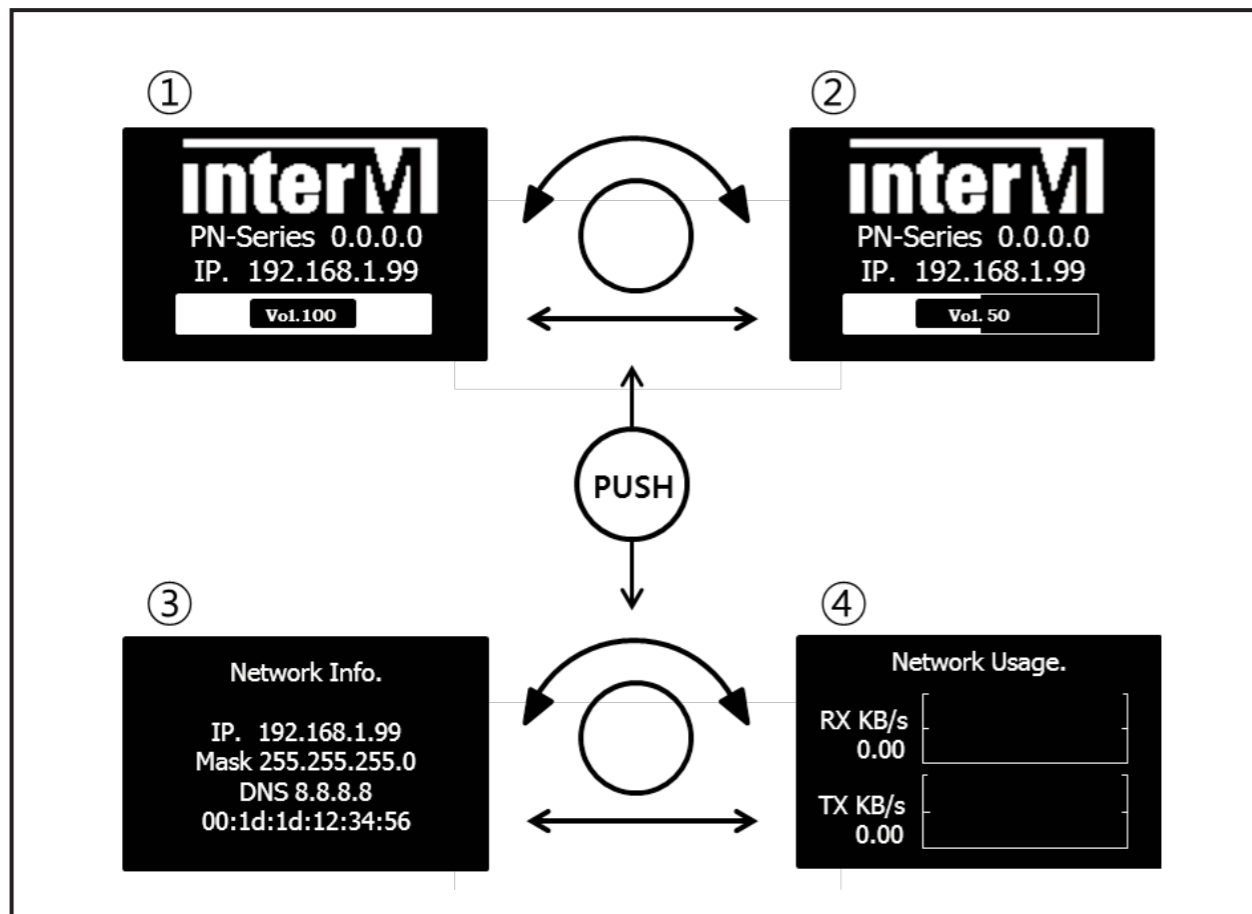 ①
inter M
PN-Series 0.0.0.0
IP. 192.168.1.99
Vol.100
②
inter M
PN-Series 0.0.0.0
IP. 192.168.1.99
Vol. 50
PUSH
③
Network Info.
IP. 192.168.1.99
Mask 255.255.255.0
DNS 8.8.8.8
00:1d:1d:12:34:56
④
Network Usage.
RX KB/s
0.00
TX KB/s
0.00